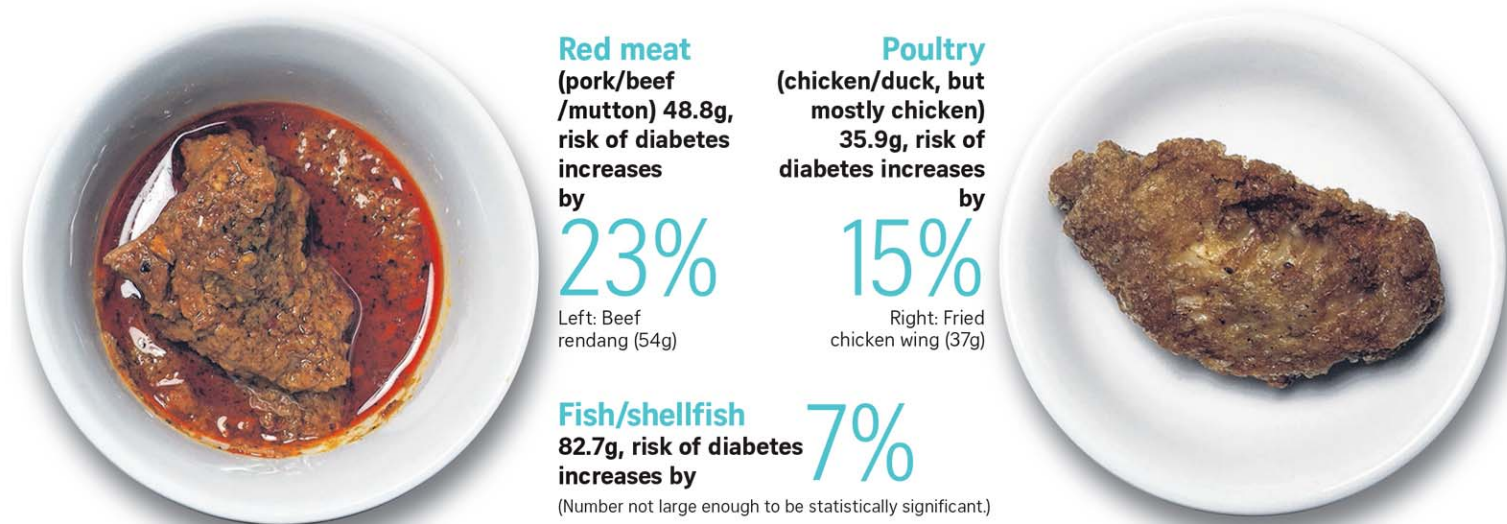 Red meat
(pork/beef
/mutton) 48.8g,
risk of diabetes
increases
by
23%
Left: Beef
rendang (54g)
Poultry
(chicken/duck, but
mostly chicken)
35.9g, risk of
diabetes increases
by
15%
Right: Fried
chicken wing (37g)
Fish/shellfish
82.7g, risk of diabetes
increases by
7%
(Number not large enough to be statistically significant.)